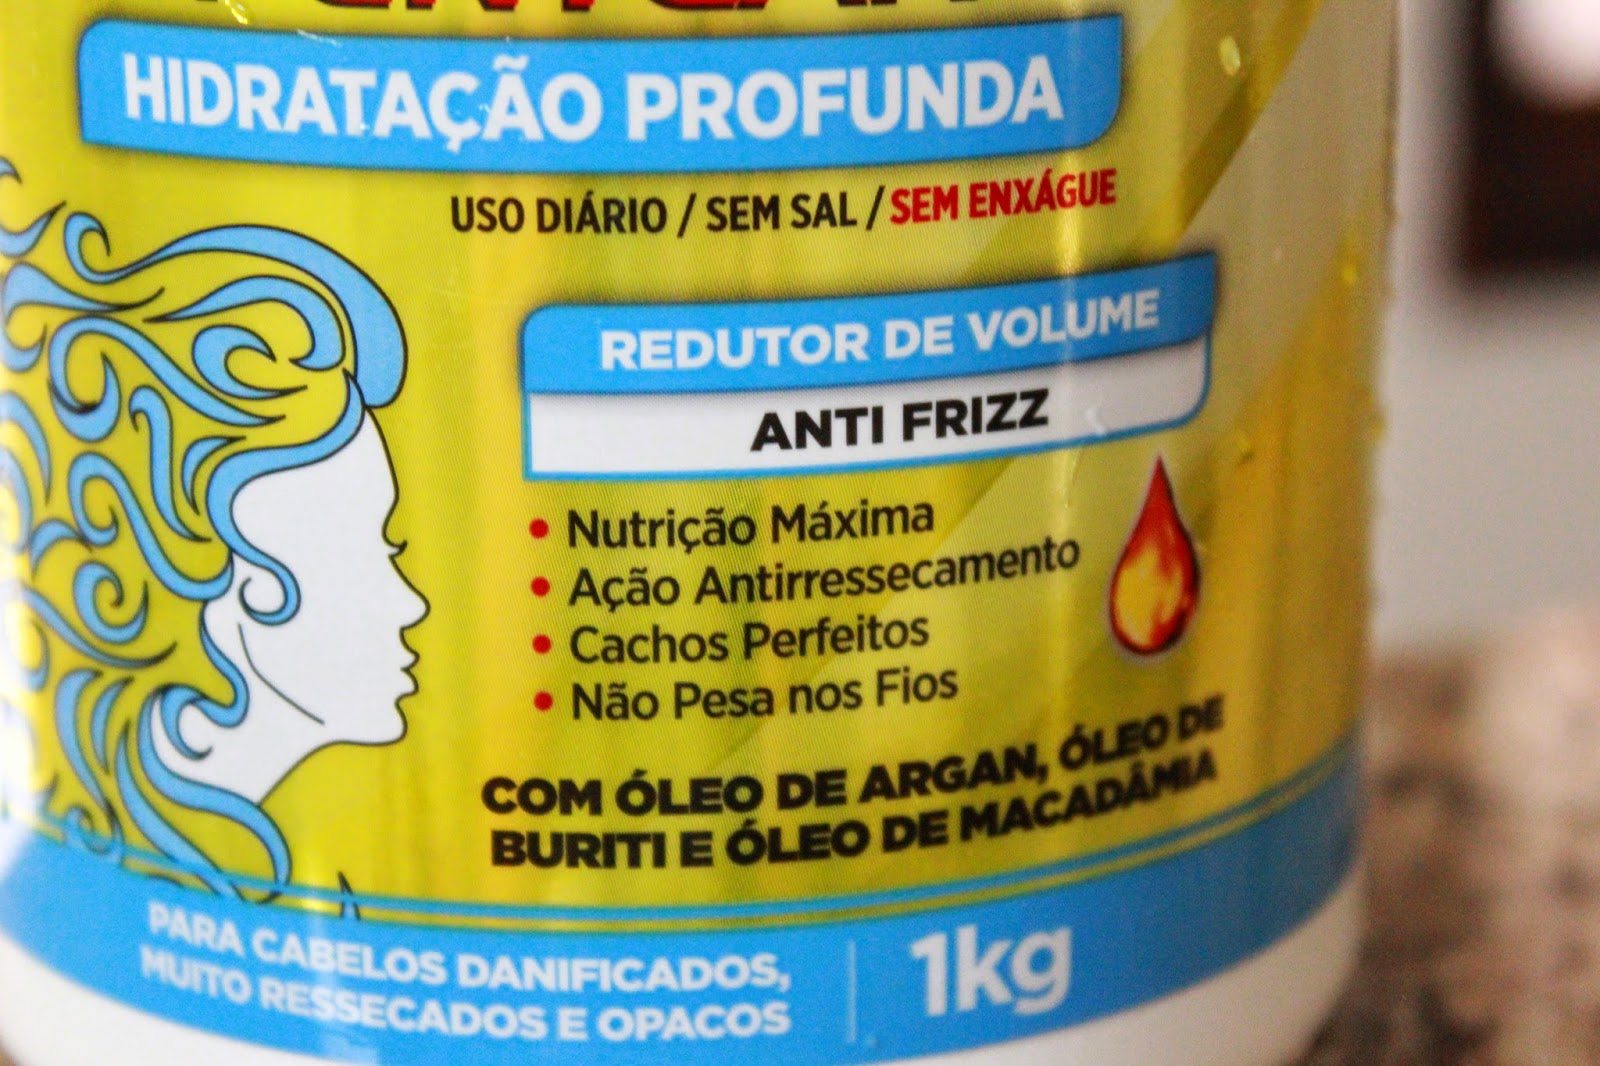 HIDRATAÇÃO PROFUNDA
USO DIÁRIO / SEM SAL / SEM ENXÁGUE
REDUTOR DE VOLUME
ANTI FRIZZ
• Nutrição Máxima
• Ação Antirressecamento
• Cachos Perfeitos
• Não Pesa nos Fios
COM ÓLEO DE ARGAN, ÓLEO DE
BURITI E ÓLEO DE MACADÂMIA
PARA CABELOS DANIFICADOS,
MUITO RESSECADOS E OPACOS
1kg